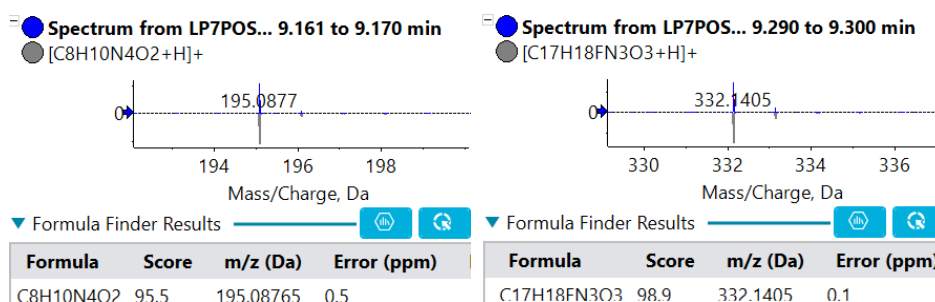 Spectrum from LP7POS... 9.161 to 9.170 min
[C8H10N4O2+H]+
195.0877
0
194 196 198
Mass/Charge, Da
Formula Finder Results
Formula Score m/z (Da) Error (ppm)
C8H10N4O2 95.5 195.08765 0.5
Spectrum from LP7POS... 9.290 to 9.300 min
[C17H18FN3O3+H]+
332.1405
0
330 332 334 336
Mass/Charge, Da
Formula Finder Results
Formula Score m/z (Da) Error (ppm)
C17H18FN3O3 98.9 332.1405 0.1